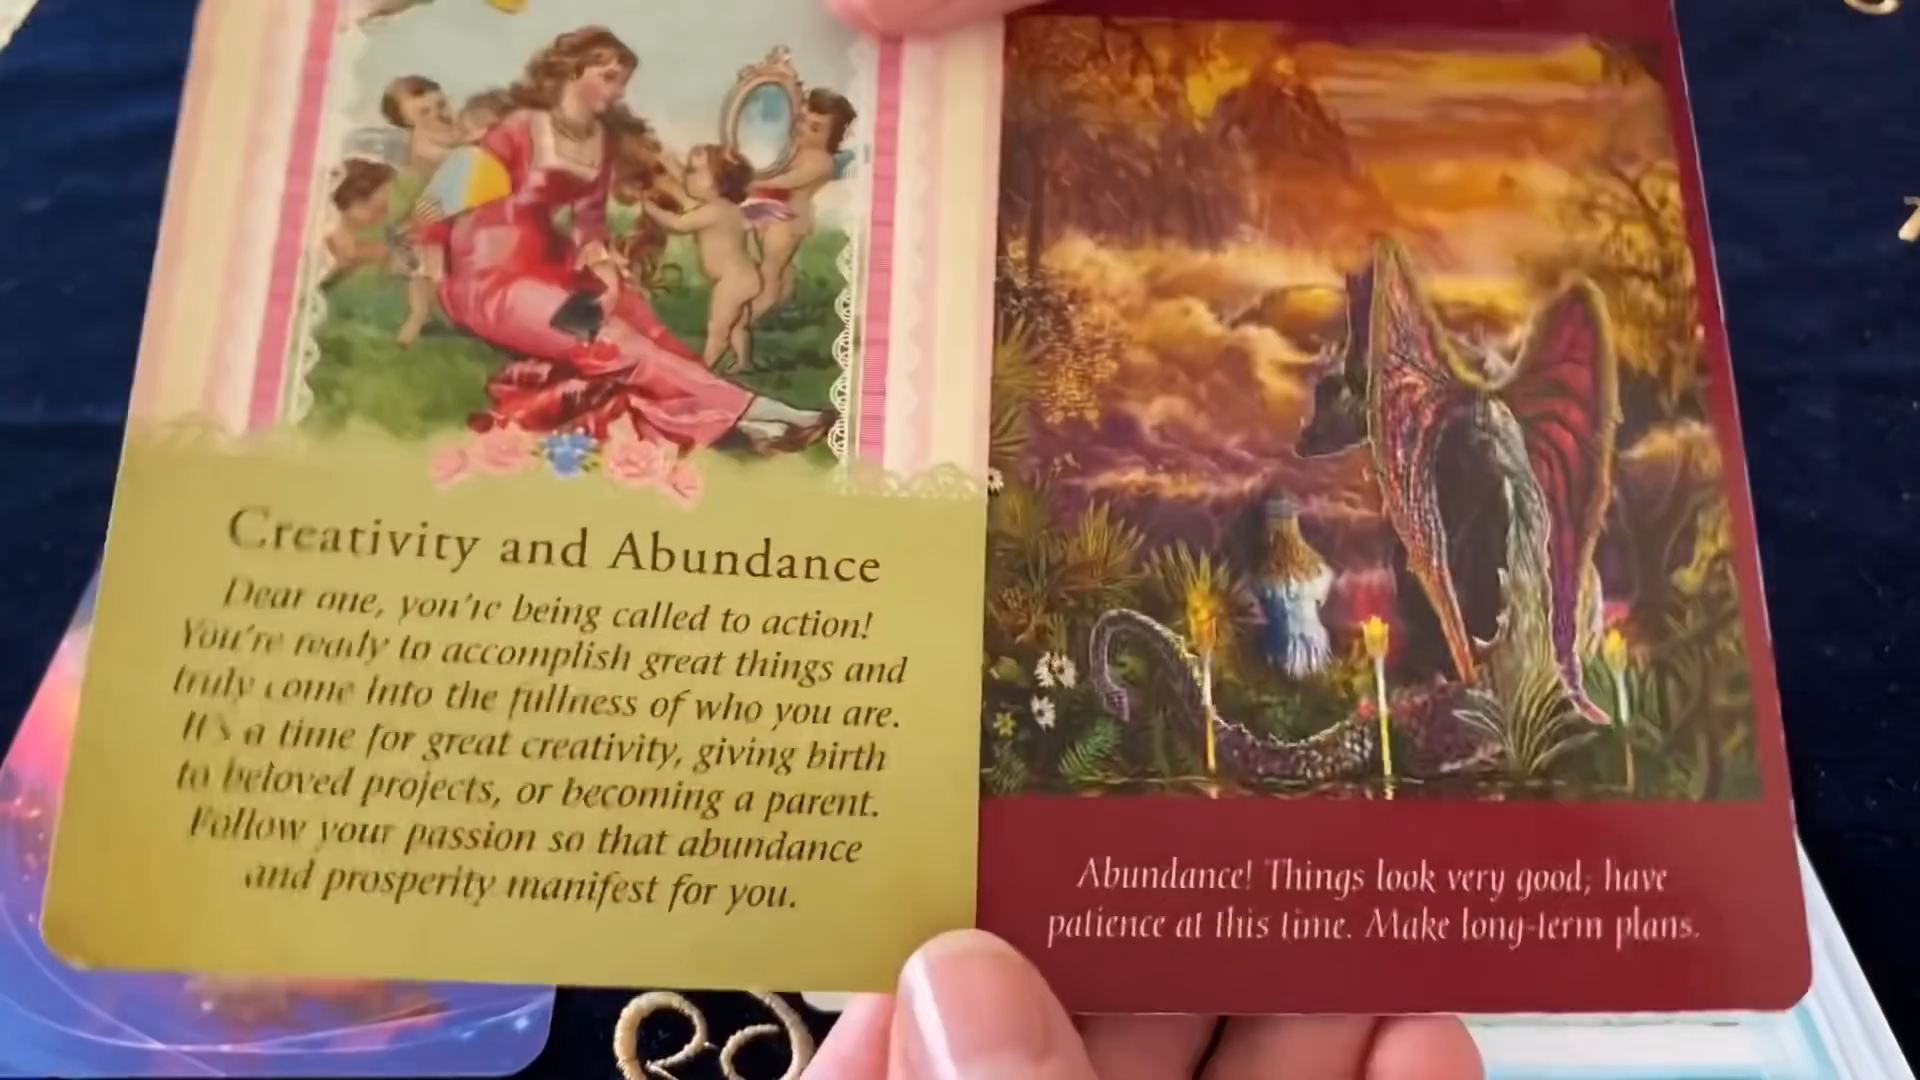 Creativity and Abundance
Dear one, you're being called to action!
You're ready to accomplish great things and
truly come into the fullness of who you are.
It's a time for great creativity, giving birth
to beloved projects, or becoming a parent.
Follow your passion so that abundance
and prosperity manifest for you.
Abundance! Things look very good; have
patience at this time. Make long-term plans.